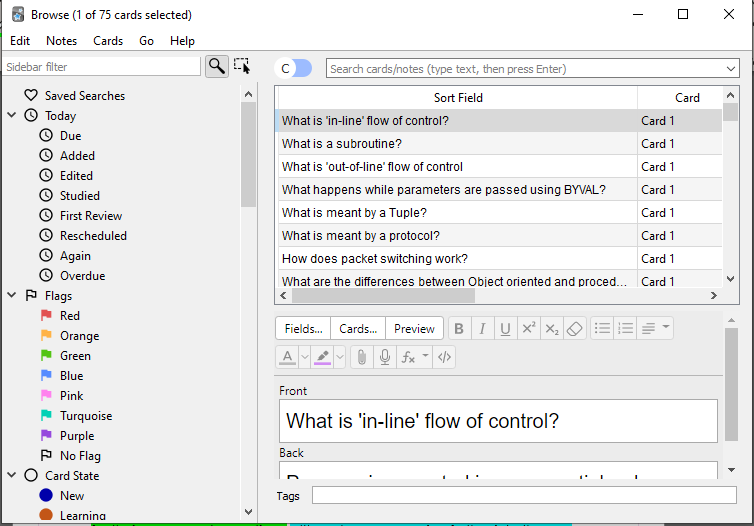 Browse (1 of 75 cards selected)
Edit Notes Cards Go Help
Sidebar filter
C Search cards/notes (type text, then press Enter)
Saved Searches
Today
Due
Added
Edited
Studied
First Review
Rescheduled
Again
Overdue
Flags
Red
Orange
Green
Blue
Pink
Turquoise
Purple
No Flag
Card State
New
Learning
Sort Field Card
What is 'in-line' flow of control? Card 1
What is a subroutine? Card 1
What is 'out-of-line' flow of control Card 1
What happens while parameters are passed using BYVAL? Card 1
What is meant by a Tuple? Card 1
What is meant by a protocol? Card 1
How does packet switching work? Card 1
What are the differences between Object oriented and proced... Card 1
Fields... Cards... Preview B I U x² x₂
A fx </>
Front
What is 'in-line' flow of control?
Back
Tags